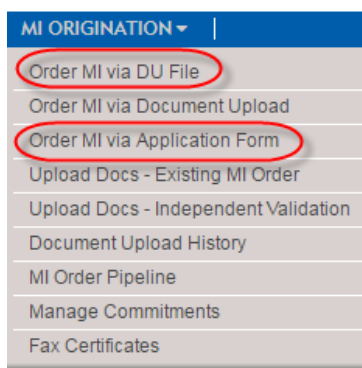 MI ORIGINATION
Order MI via DU File
Order MI via Document Upload
Order MI via Application Form
Upload Docs - Existing MI Order
Upload Docs - Independent Validation
Document Upload History
MI Order Pipeline
Manage Commitments
Fax Certificates